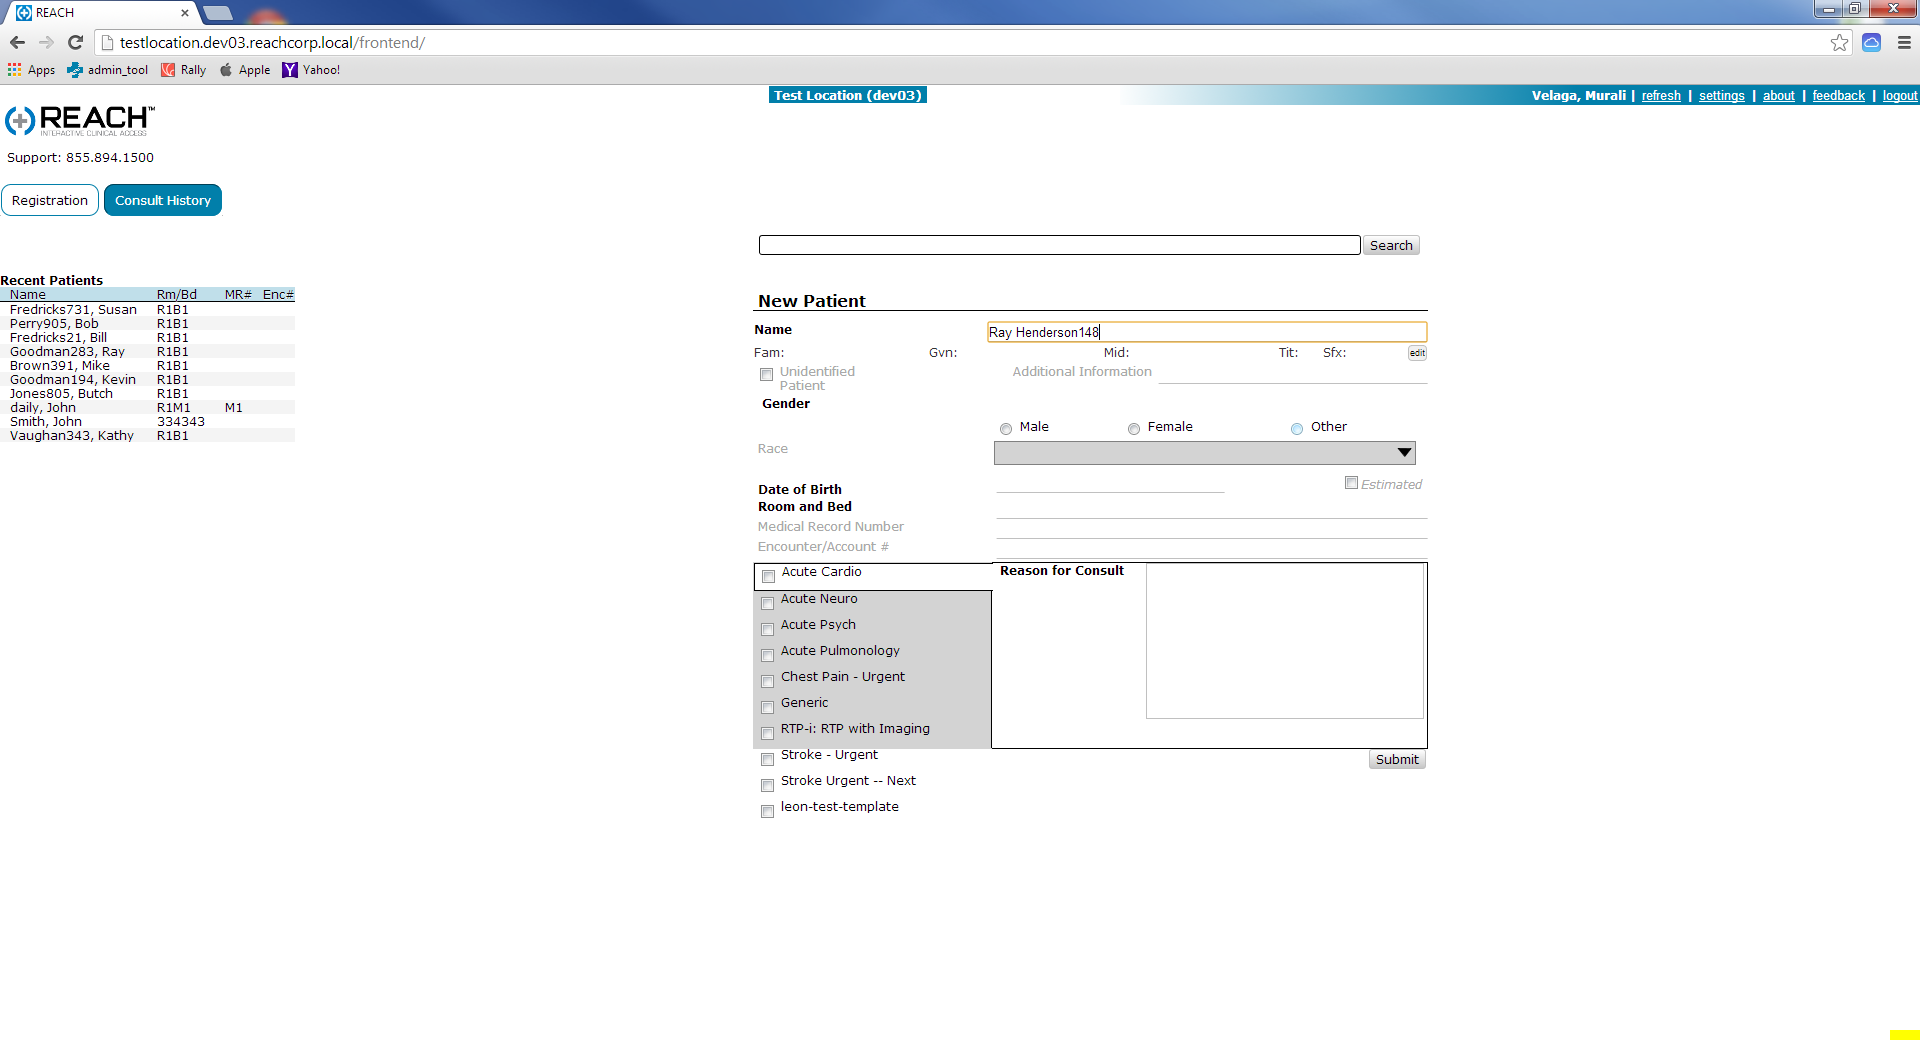 REACH
testlocation.dev03.reachcorp.local/frontend/
Apps admin_tool Rally Apple Yahoo!
Test Location (dev03) Velaga, Murali | refresh | settings | about | feedback | logout
REACH™
INTERACTIVE CLINICAL ACCESS
Support: 855.894.1500
Registration Consult History
Search
Recent Patients
Name Rm/Bd MR# Enc#
Fredricks731, Susan R1B1
Perry905, Bob R1B1
Fredricks21, Bill R1B1
Goodman283, Ray R1B1
Brown391, Mike R1B1
Goodman194, Kevin R1B1
Jones805, Butch R1B1
daily, John R1M1 M1
Smith, John 334343
Vaughan343, Kathy R1B1
New Patient
Name Ray Henderson148
Fam: Gvn: Mid: Tit: Sfx: edit
Unidentified Patient Additional Information
Gender
Male Female Other
Race
Date of Birth Estimated
Room and Bed
Medical Record Number
Encounter/Account #
Acute Cardio Reason for Consult
Acute Neuro
Acute Psych
Acute Pulmonology
Chest Pain - Urgent
Generic
RTP-i: RTP with Imaging
Stroke - Urgent Submit
Stroke Urgent -- Next
leon-test-template